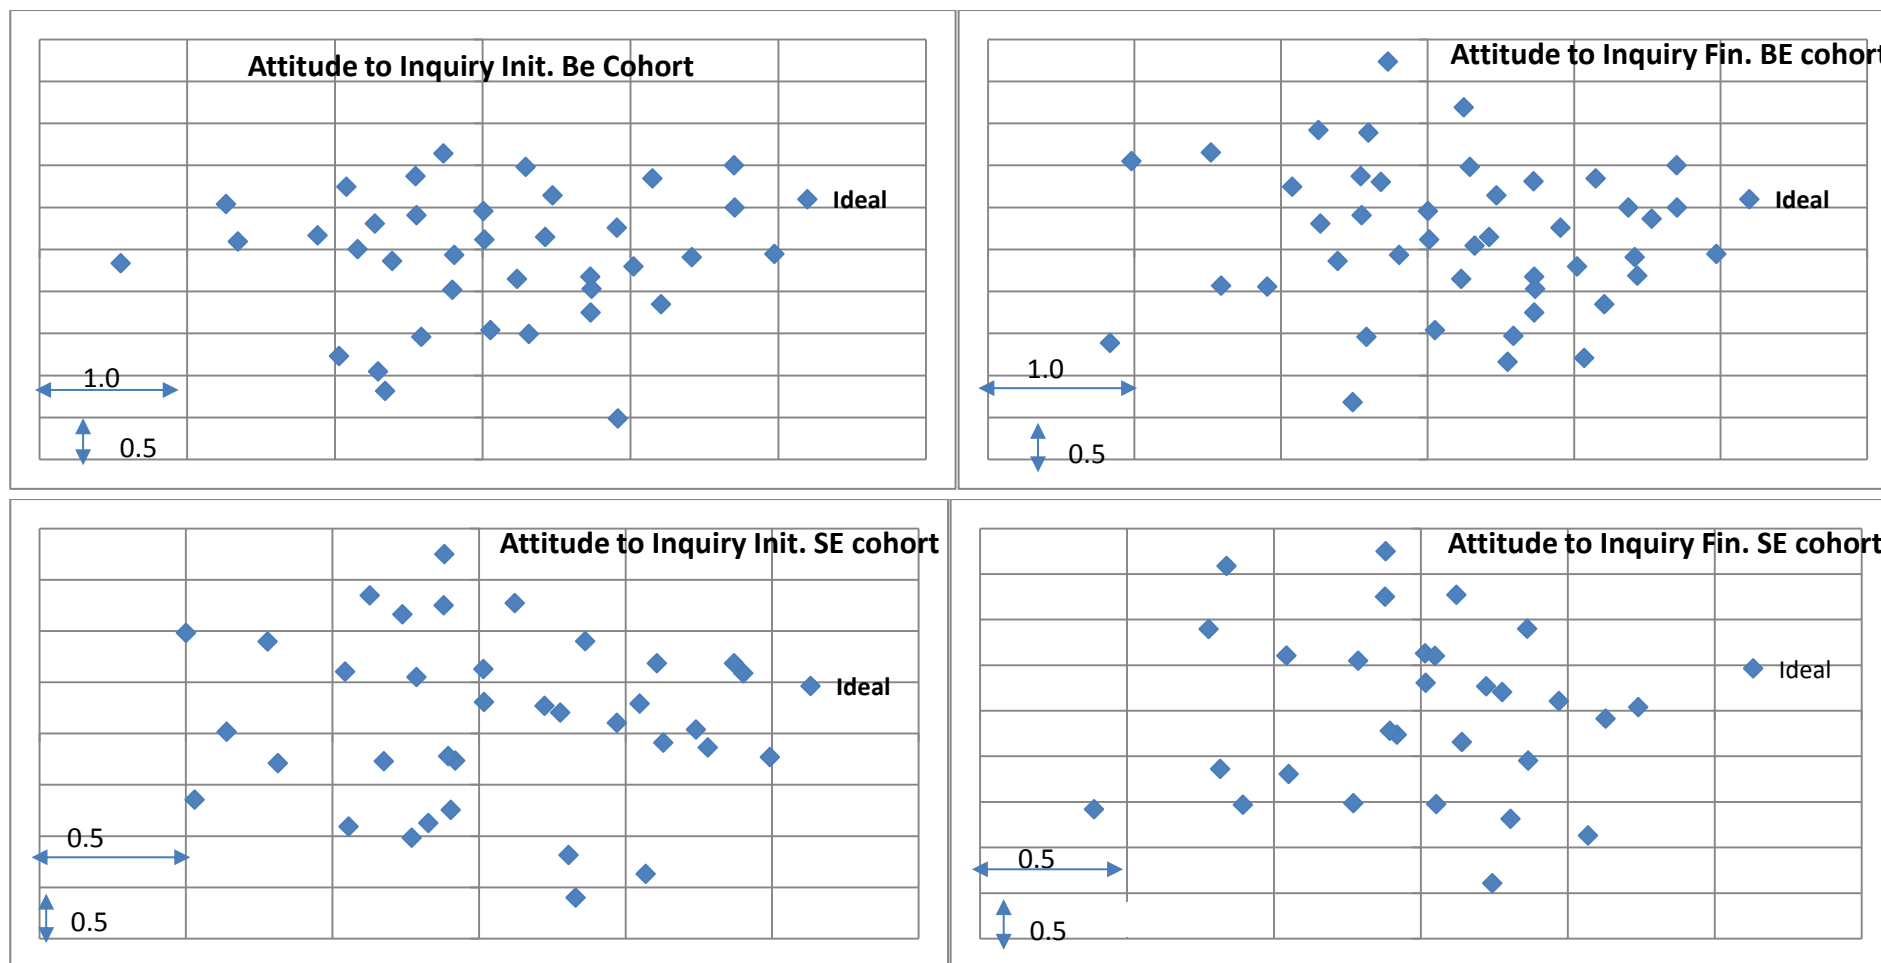 Attitude to Inquiry Init. Be Cohort
Ideal
1.0
0.5
Attitude to Inquiry Fin. BE cohort
Ideal
1.0
0.5
Attitude to Inquiry Init. SE cohort
Ideal
0.5
0.5
Attitude to Inquiry Fin. SE cohort
Ideal
0.5
0.5